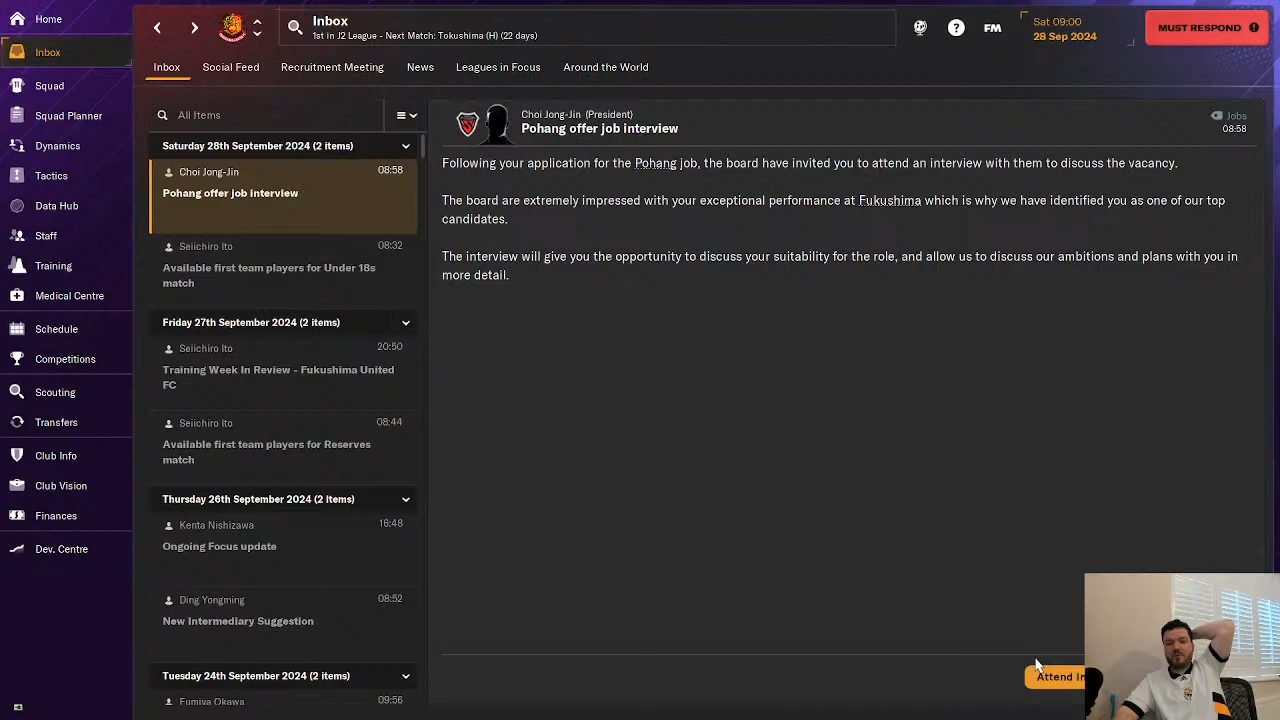 Home
Inbox
Squad
Squad Planner
Dynamics
Tactics
Data Hub
Staff
Training
Medical Centre
Schedule
Competitions
Scouting
Transfers
Club Info
Club Vision
Finances
Dev. Centre
Inbox
1st in J2 League - Next Match: Tokushima (H) (23 hrs)
?
FM
Sat 09:00
28 Sep 2024
MUST RESPOND
Inbox
Social Feed
Recruitment Meeting
News
Leagues in Focus
Around the World
All Items
Saturday 28th September 2024 (2 items)
Choi Jong-Jin 08:58
Pohang offer job interview
Seiichiro Ito 08:32
Available first team players for Under 18s
match
Friday 27th September 2024 (2 items)
Seiichiro Ito 20:50
Training Week In Review - Fukushima United
FC
Seiichiro Ito 08:44
Available first team players for Reserves
match
Thursday 26th September 2024 (2 items)
Kenta Nishizawa 16:48
Ongoing Focus update
Ding Yongming 08:52
New Intermediary Suggestion
Tuesday 24th September 2024 (2 items)
Fumiya Okawa 09:56
Choi Jong-Jin (President)
Pohang offer job interview
Jobs
08:58
Following your application for the Pohang job, the board have invited you to attend an interview with them to discuss the vacancy.
The board are extremely impressed with your exceptional performance at Fukushima which is why we have identified you as one of our top
candidates.
The interview will give you the opportunity to discuss your suitability for the role, and allow us to discuss our ambitions and plans with you in
more detail.
Attend In